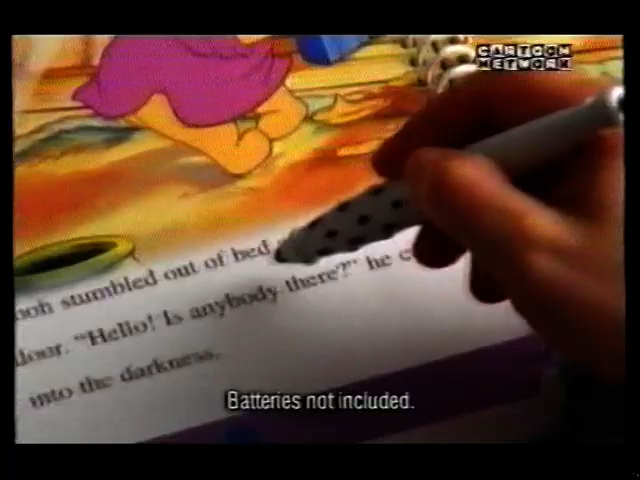 CARTOON
NETWORK
ooh stumbled out of bed
door. "Hello! Is anybody there?" he c
into the darkness.
Batteries not included.